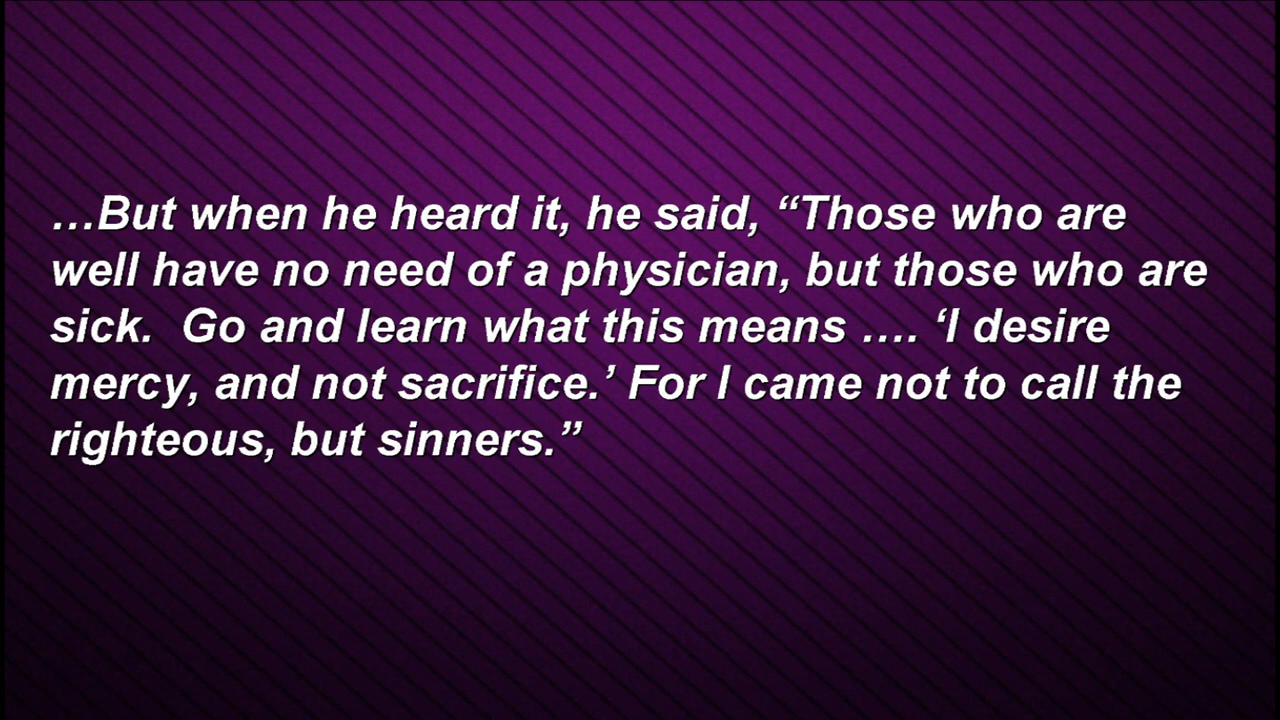 …But when he heard it, he said, “Those who are
well have no need of a physician, but those who are
sick.  Go and learn what this means …. ‘I desire
mercy, and not sacrifice.’ For I came not to call the
righteous, but sinners.”